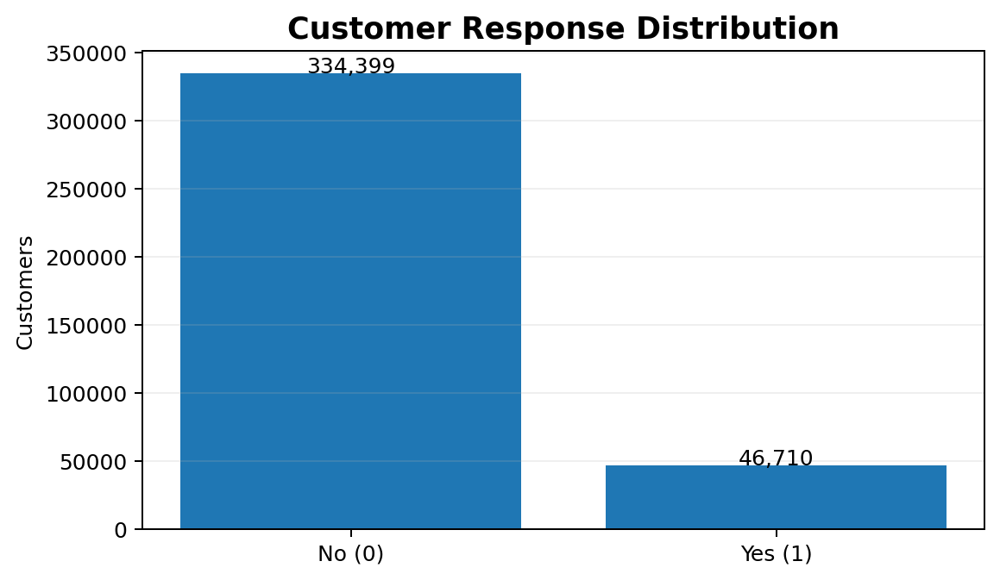 Customer Response Distribution
350000
300000
250000
200000
150000
100000
50000
0
Customers
334,399
46,710
No (0)
Yes (1)